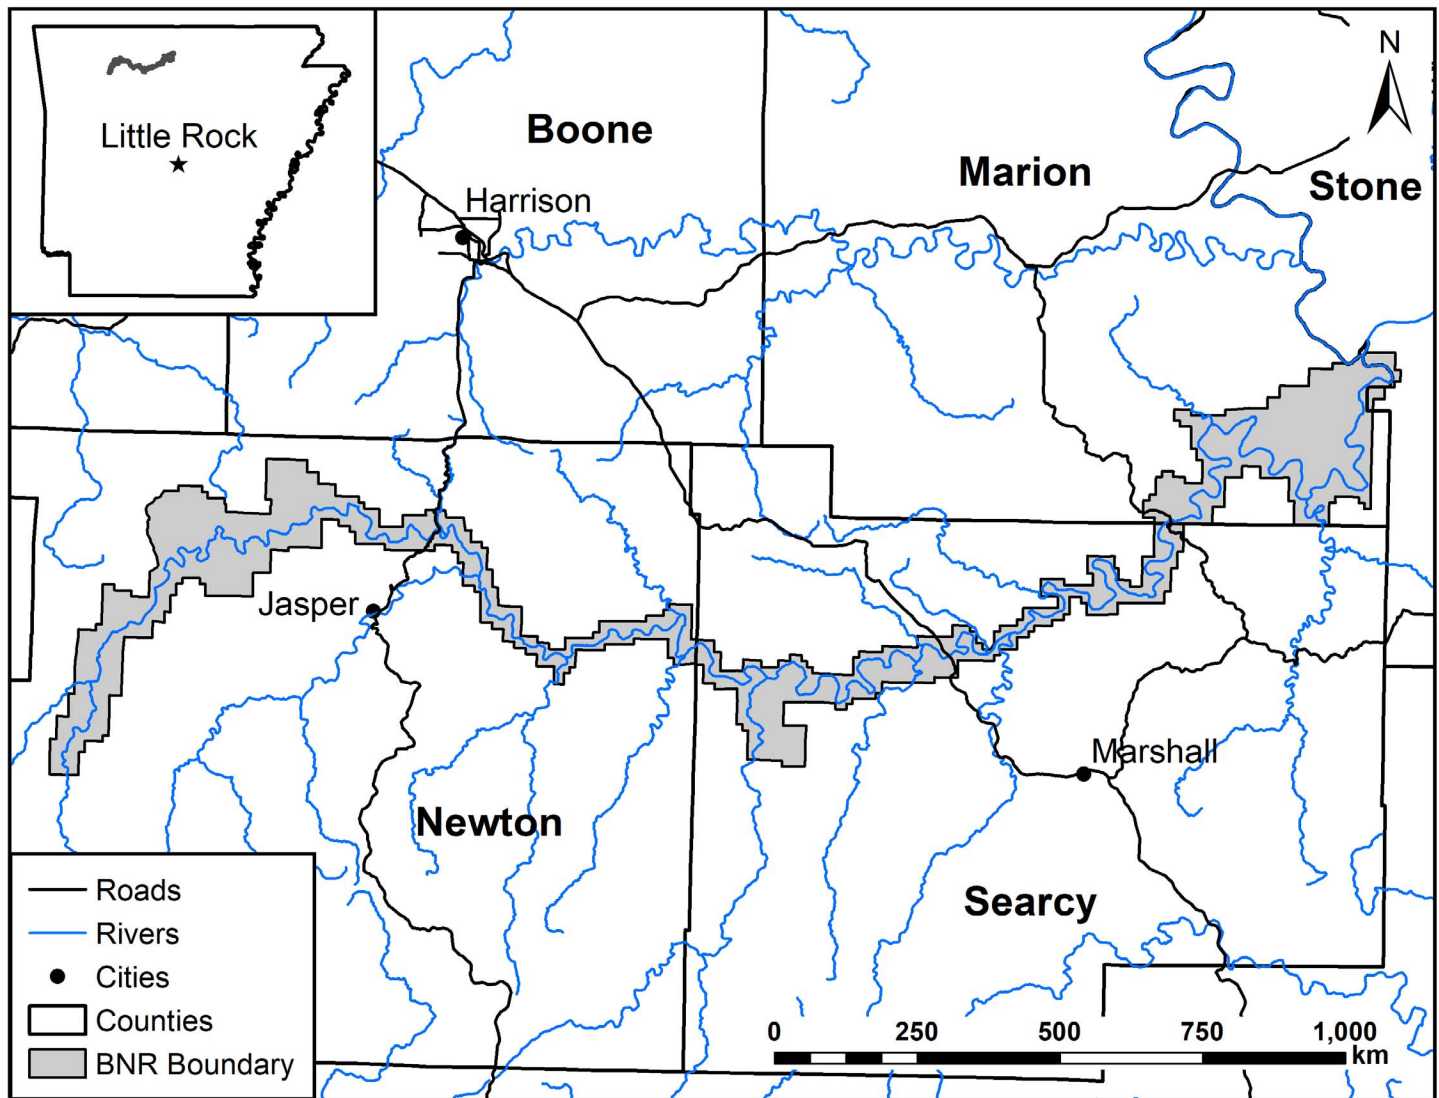 N
Little Rock
Boone
Marion
Stone
Harrison
Jasper
Marshall
Newton
Searcy
Roads
Rivers
Cities
Counties
BNR Boundary
0 250 500 750 1,000
km